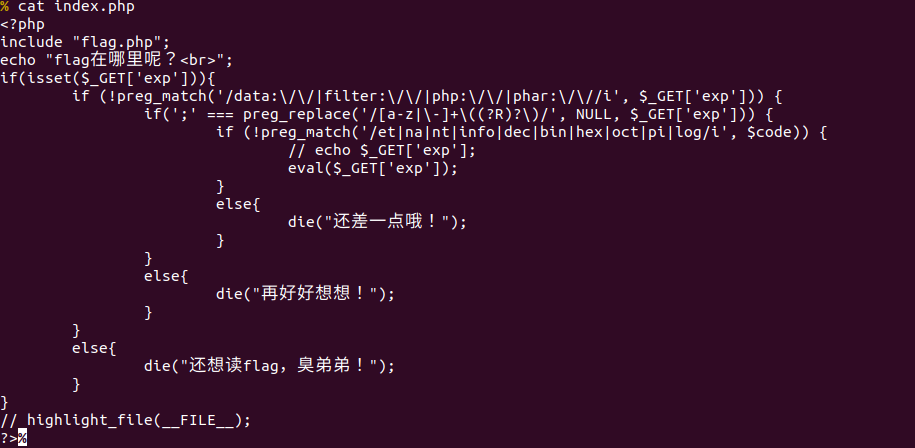 % cat index.php
<?php
include "flag.php";
echo "flag在哪里呢？<br>";
if(isset($_GET['exp'])){
        if (!preg_match('/data:\/\/|filter:\/\/|php:\/\/|phar:\/\//i', $_GET['exp'])) {
                if(';' === preg_replace('/[a-z|\-]+\((?R)?\)/', NULL, $_GET['exp'])) {
                        if (!preg_match('/et|na|nt|info|dec|bin|hex|oct|pi|log/i', $code)) {
                                // echo $_GET['exp'];
                                eval($_GET['exp']);
                        }
                        else{
                                die("还差一点哦！");
                        }
                }
                else{
                        die("再好好想想！");
                }
        }
        else{
                die("还想读flag，臭弟弟！");
        }
}
// highlight_file(__FILE__);
?>%